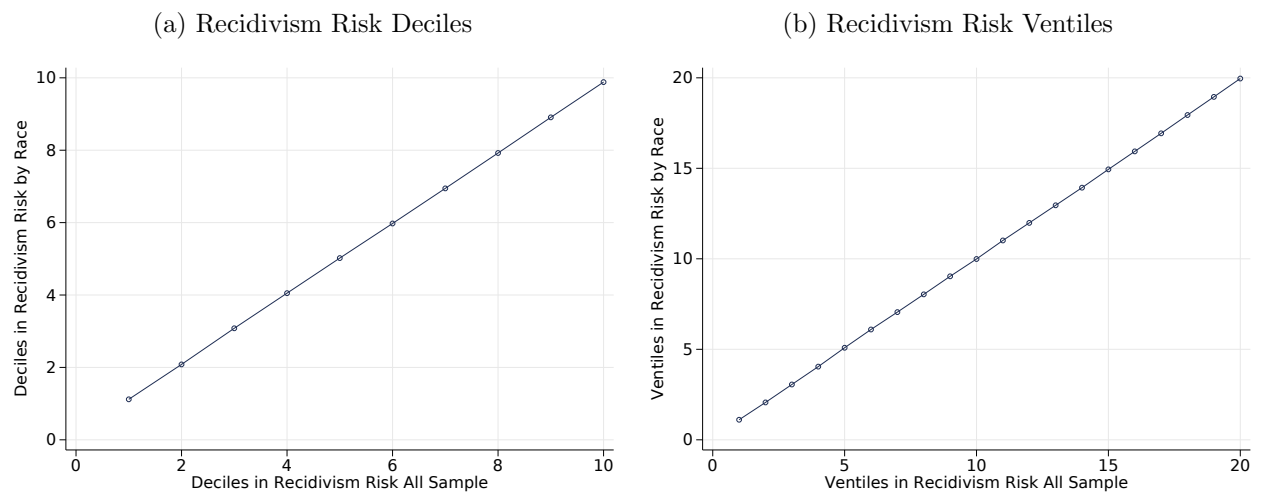 (a) Recidivism Risk Deciles
10
8
6
4
2
0
Deciles in Recidivism Risk by Race
0 2 4 6 8 10
Deciles in Recidivism Risk All Sample
(b) Recidivism Risk Ventiles
20
15
10
5
0
Ventiles in Recidivism Risk by Race
0 5 10 15 20
Ventiles in Recidivism Risk All Sample